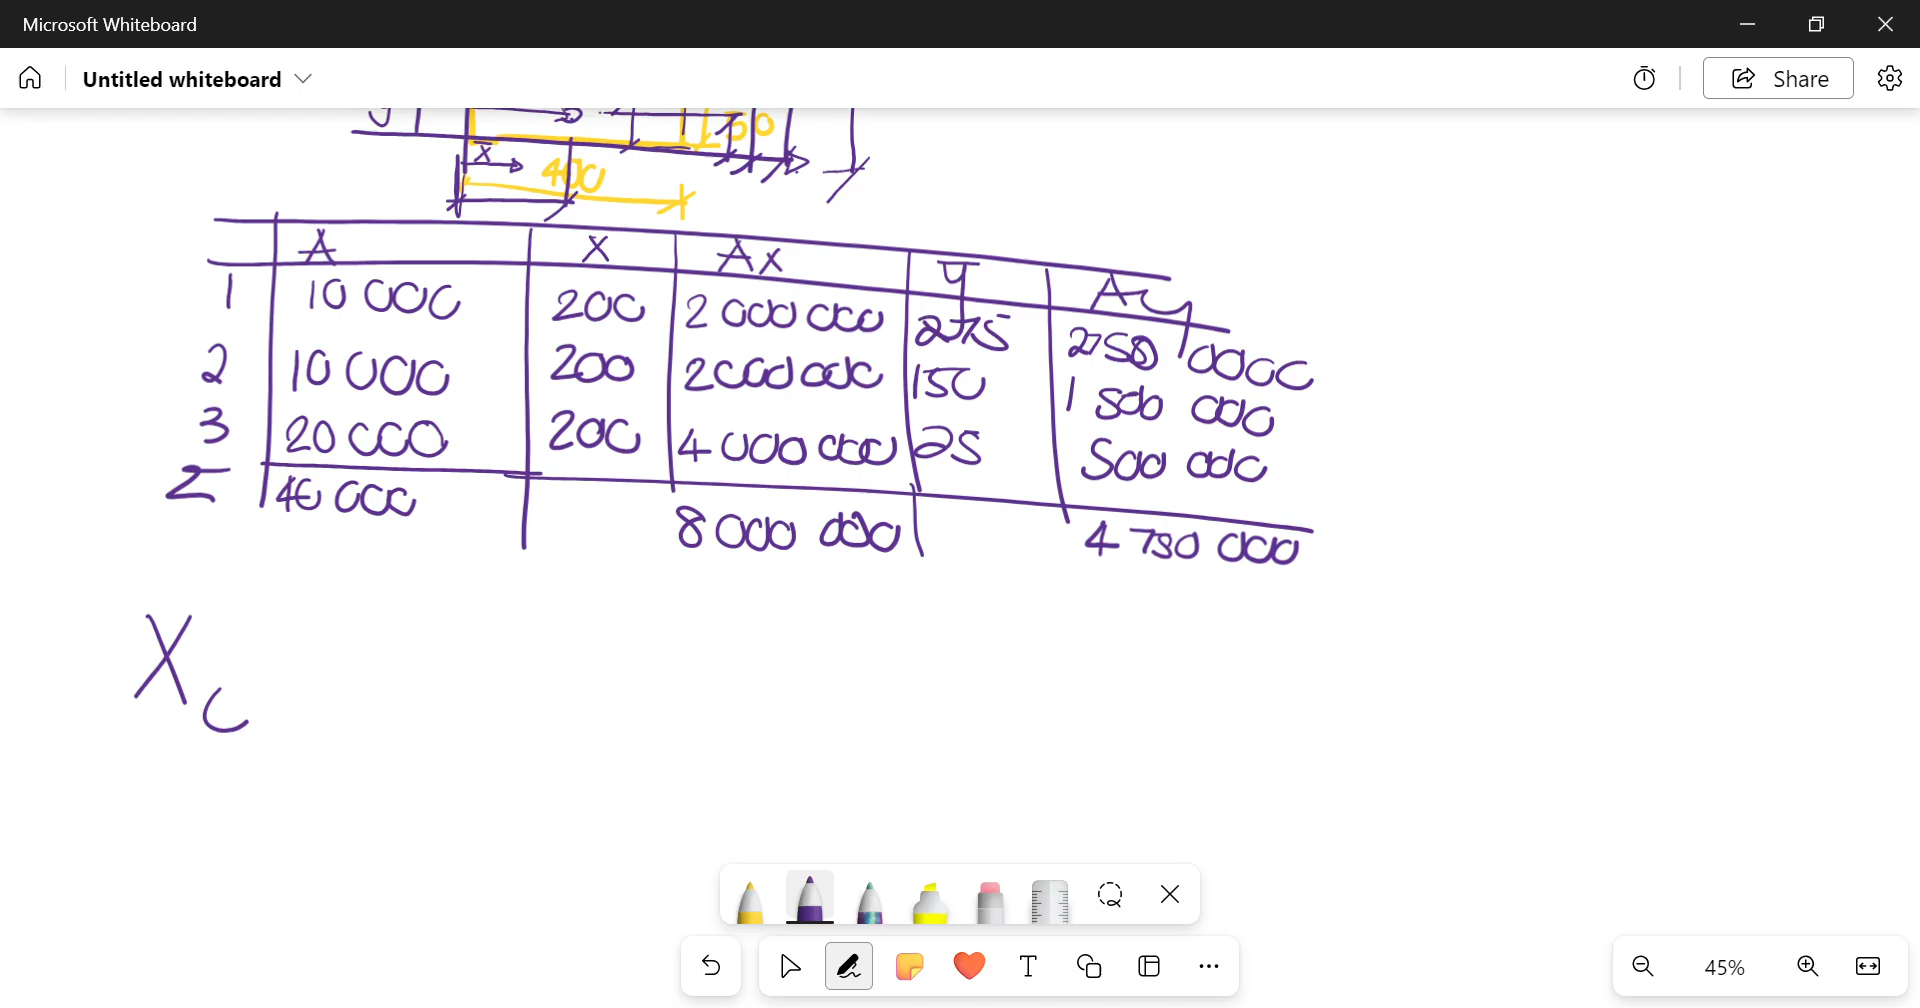 Microsoft Whiteboard
Untitled whiteboard
Share
y
150
x
400
A X Ax y Ay
1 10 000 200 2 000 000 275 2750 000
2 10 000 200 2 000 000 150 1 500 000
3 20 000 200 4 000 000 25 500 000
Σ 40 000 8 000 000 4 750 000
Xc
45%